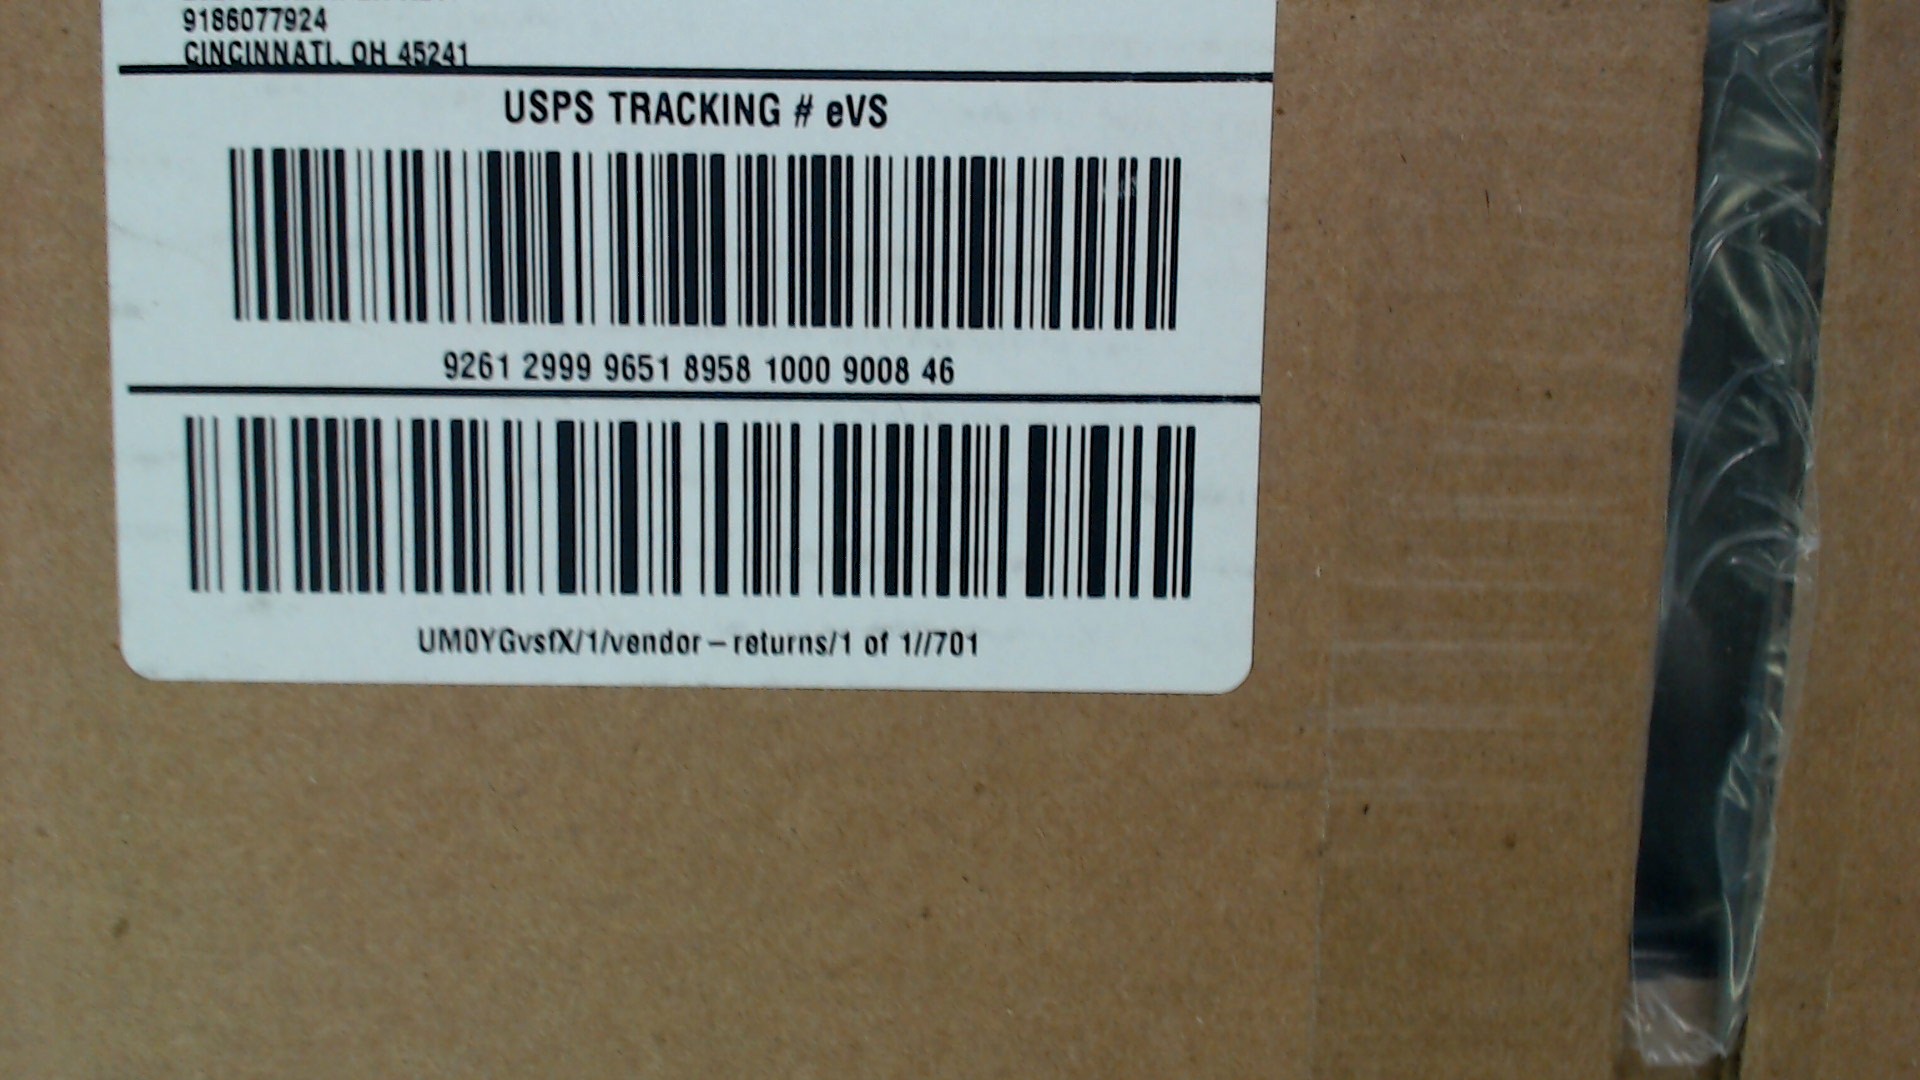 9186077924
CINCINNATI, OH 45241
USPS TRACKING # eVS
9261 2999 9651 8958 1000 9008 46
UM0YGvsfX/1/vendor – returns/1 of 1//701